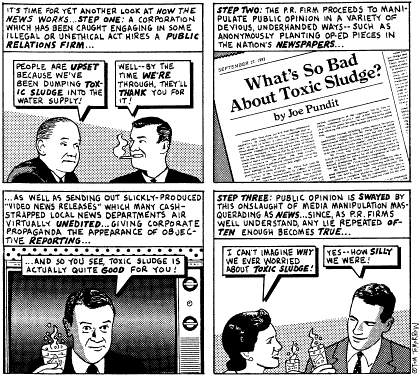 IT'S TIME FOR YET ANOTHER LOOK AT HOW THE
NEWS WORKS... STEP ONE: A CORPORATION
WHICH HAS BEEN CAUGHT ENGAGING IN SOME
ILLEGAL OR UNETHICAL ACT HIRES A PUBLIC
RELATIONS FIRM...
PEOPLE ARE UPSET
BECAUSE WE'VE
BEEN DUMPING TOX-
IC SLUDGE INTO THE
WATER SUPPLY!
WELL--BY THE
TIME WE'RE
THROUGH, THEY'LL
THANK YOU FOR
IT!
STEP TWO: THE P.R. FIRM PROCEEDS TO MANI-
PULATE PUBLIC OPINION IN A VARIETY OF
DEVIOUS, UNDERHANDED WAYS--SUCH AS
ANONYMOUSLY PLANTING OP-ED PIECES IN
THE NATION'S NEWSPAPERS...
What's So Bad
About Toxic Sludge?
by Joe Pundit
...AS WELL AS SENDING OUT SLICKLY-PRODUCED
"VIDEO NEWS RELEASES" WHICH MANY CASH-
STRAPPED LOCAL NEWS DEPARTMENTS AIR
VIRTUALLY UNEDITED...GIVING CORPORATE
PROPAGANDA THE APPEARANCE OF OBJEC-
TIVE REPORTING...
...AND SO YOU SEE, TOXIC SLUDGE IS
ACTUALLY QUITE GOOD FOR YOU!
STEP THREE: PUBLIC OPINION IS SWAYED BY
THIS ONSLAUGHT OF MEDIA MANIPULATION MAS-
QUERADING AS NEWS...SINCE, AS P.R. FIRMS
WELL UNDERSTAND, ANY LIE REPEATED OF-
TEN ENOUGH BECOMES TRUE...
I CAN'T IMAGINE WHY
WE EVER WORRIED
ABOUT TOXIC SLUDGE!
YES--HOW SILLY
WE WERE!